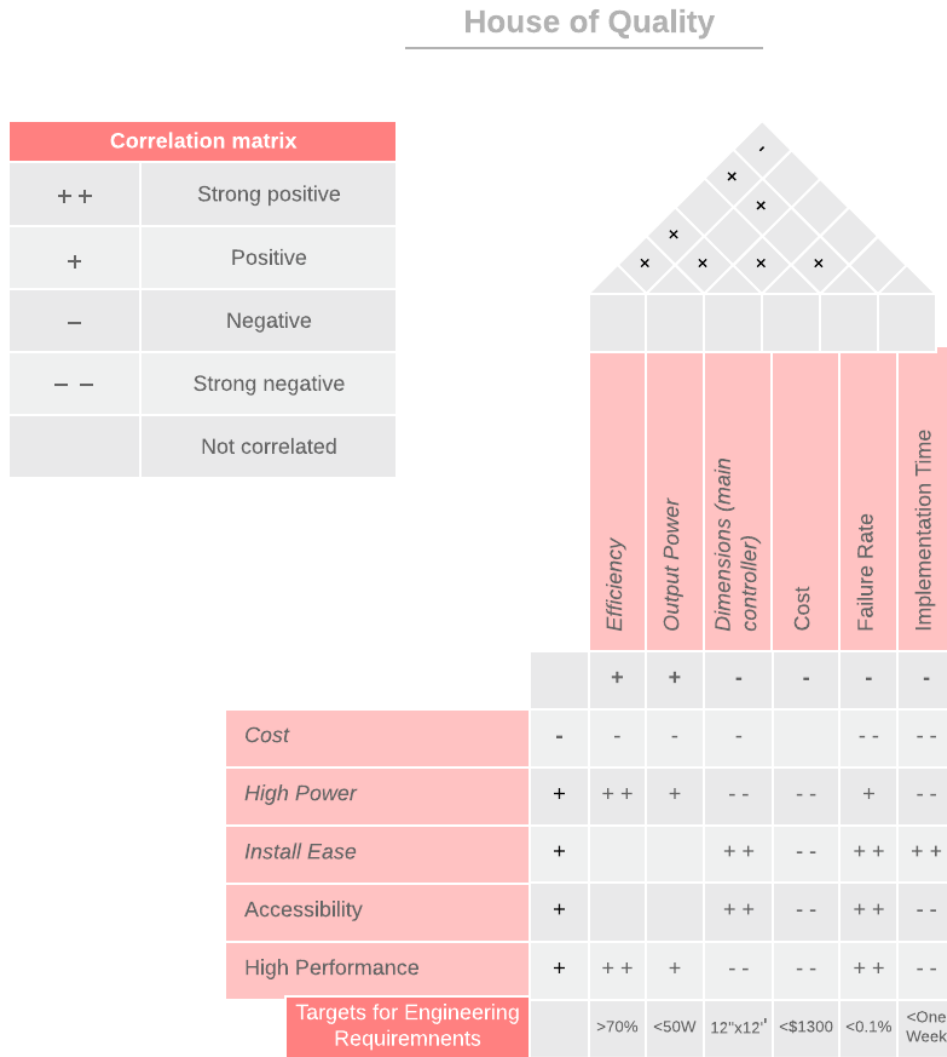 House of Quality
Correlation matrix
+ + Strong positive
+ Positive
− Negative
− − Strong negative
Not correlated
-
×
×
×
× × × ×
Efficiency
Output Power
Dimensions (main
controller)
Cost
Failure Rate
Implementation Time
+ + - - - -
Cost - - - - - - - -
High Power + + + + - - - - + - -
Install Ease + + + - - + + + +
Accessibility + + + - - + + - -
High Performance + + + + - - - - + + - -
Targets for Engineering
Requiremnents
>70% <50W 12"x12'' <$1300 <0.1% <One
Week